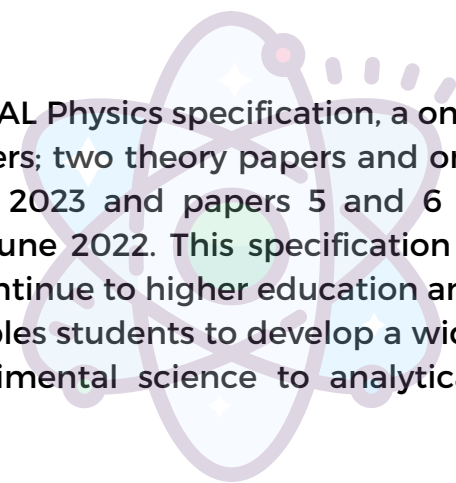 AL Physics specification, a on
ers; two theory papers and or
2023 and papers 5 and 6
une 2022. This specification
ntinue to higher education ar
les students to develop a wic
imental science to analytica